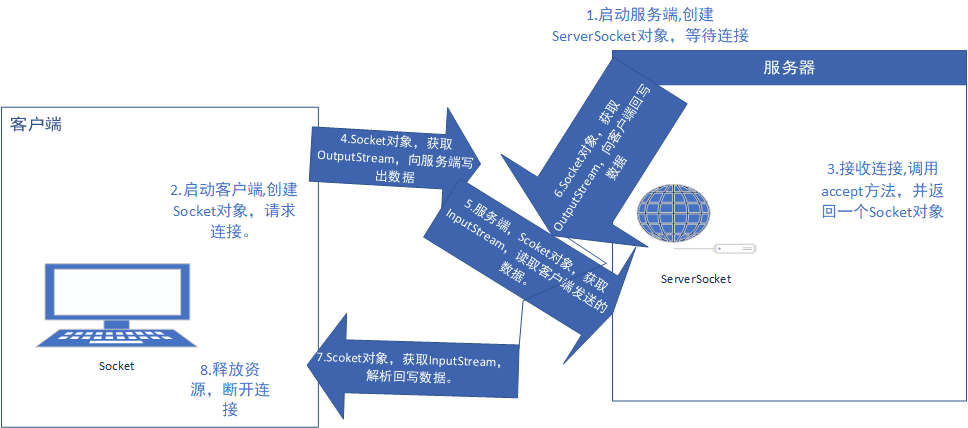 1.启动服务端,创建
ServerSocket对象，等待连接
服务器
客户端
4.Socket对象，获取
OutputStream，向服务端写
出数据
6.Socket对象，获取
OutputStream，向客户端回写
数据
2.启动客户端,创建
Socket对象，请求
连接。
3.接收连接,调用
accept方法，并返
回一个Socket对象
5.服务端，Scoket对象，获取
InputStream，读取客户端发送的
数据。
ServerSocket
Socket
7.Scoket对象，获取InputStream，
解析回写数据。
8.释放资
源，断开连
接